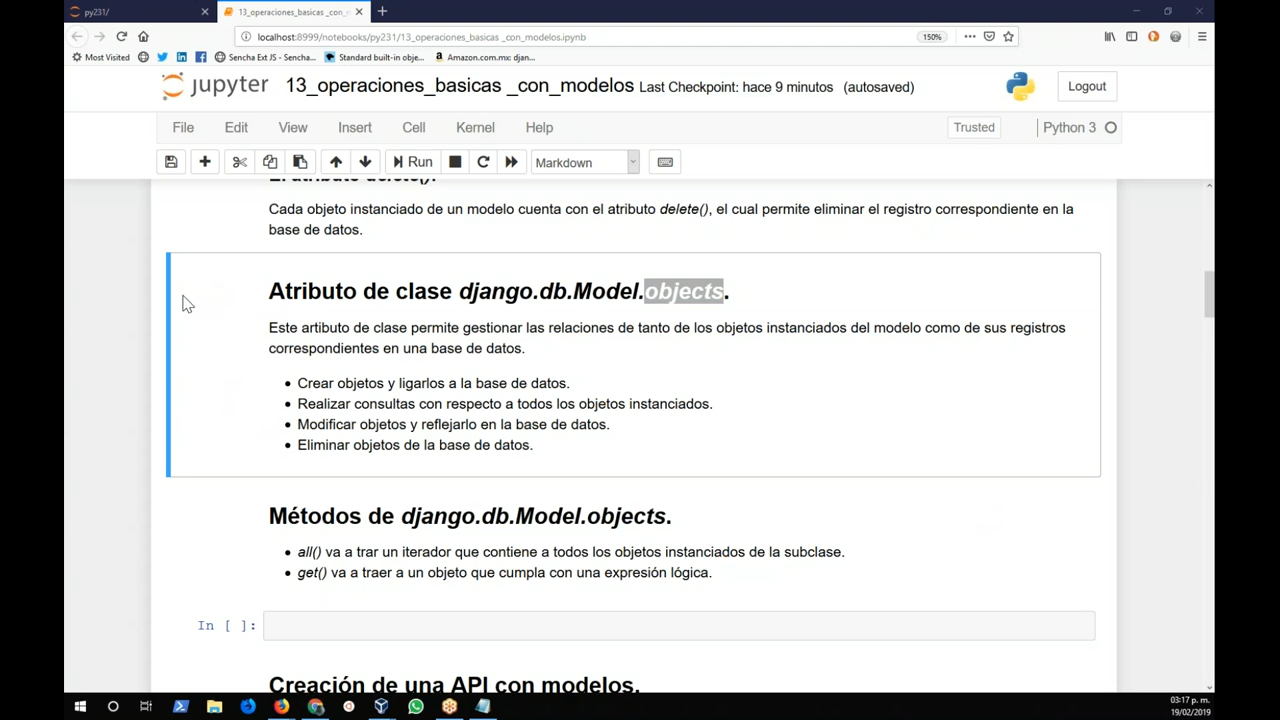 py231/
13_operaciones_basicas _con_m
localhost:8999/notebooks/py231/13_operaciones_basicas _con_modelos.ipynb
150%
Most Visited
Sencha Ext JS - Sencha...
Standard built-in obje...
Amazon.com.mx: djan...
jupyter
13_operaciones_basicas _con_modelos Last Checkpoint: hace 9 minutos (autosaved)
Logout
File Edit View Insert Cell Kernel Help
Trusted
Python 3
Run
Markdown
El atributo delete().
Cada objeto instanciado de un modelo cuenta con el atributo delete(), el cual permite eliminar el registro correspondiente en la
base de datos.
Atributo de clase django.db.Model.objects.
Este artibuto de clase permite gestionar las relaciones de tanto de los objetos instanciados del modelo como de sus registros
correspondientes en una base de datos.
• Crear objetos y ligarlos a la base de datos.
• Realizar consultas con respecto a todos los objetos instanciados.
• Modificar objetos y reflejarlo en la base de datos.
• Eliminar objetos de la base de datos.
Métodos de django.db.Model.objects.
• all() va a trar un iterador que contiene a todos los objetos instanciados de la subclase.
• get() va a traer a un objeto que cumpla con una expresión lógica.
In [ ]:
Creación de una API con modelos.
03:17 p. m.
19/02/2019